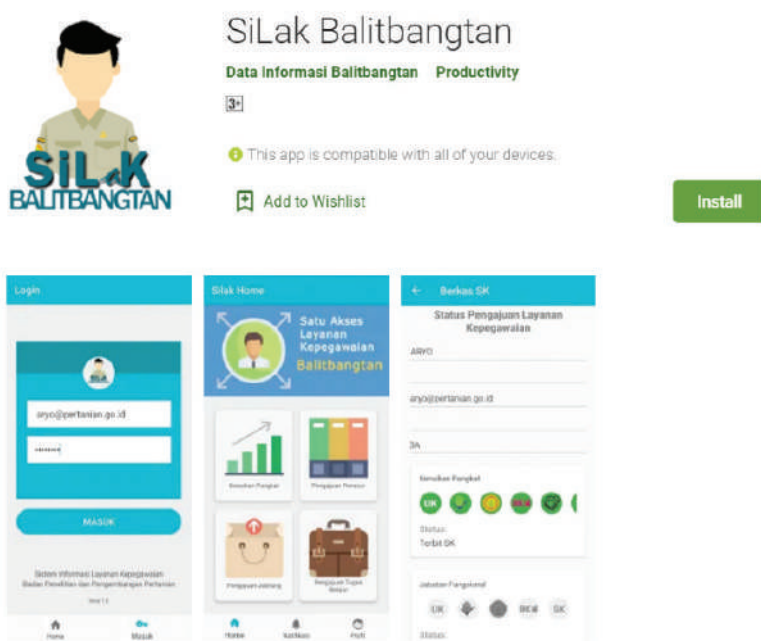 SiLak Balitbangtan
Data Informasi Balitbangtan Productivity
3+
This app is compatible with all of your devices.
Add to Wishlist
Install
SiLaK
BALITBANGTAN
Login
aryo@pertanian.go.id
MASUK
Sistem Informasi Layanan Kepegawaian
Badan Penelitian dan Pengembangan Pertanian
Home Masuk
Silak Home
Satu Akses
Layanan
Kepegawaian
Balitbangtan
Kenaikan Pangkat Pengajuan Pensiun
Pengajuan Tugas
Belajar
Home Notifikasi Profil
Berkas SK
Status Pengajuan Layanan
Kepegawaian
ARYO
aryo@pertanian.go.id
3A
Kenaikan Pangkat
UK BKN
Status:
Terbit SK
Jabatan Fungsional
UK BKN SK
Status: